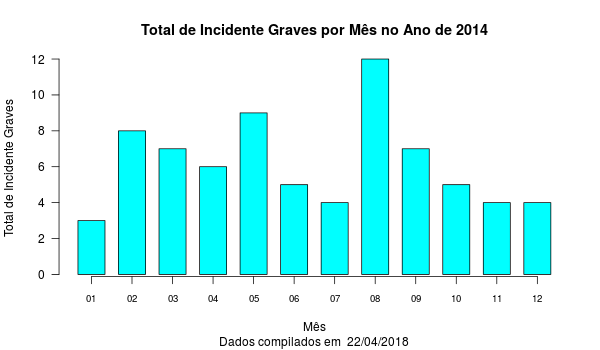 Total de Incidente Graves por Mês no Ano de 2014
Total de Incidente Graves
12
10
8
6
4
2
0
01 02 03 04 05 06 07 08 09 10 11 12
Mês
Dados compilados em 22/04/2018